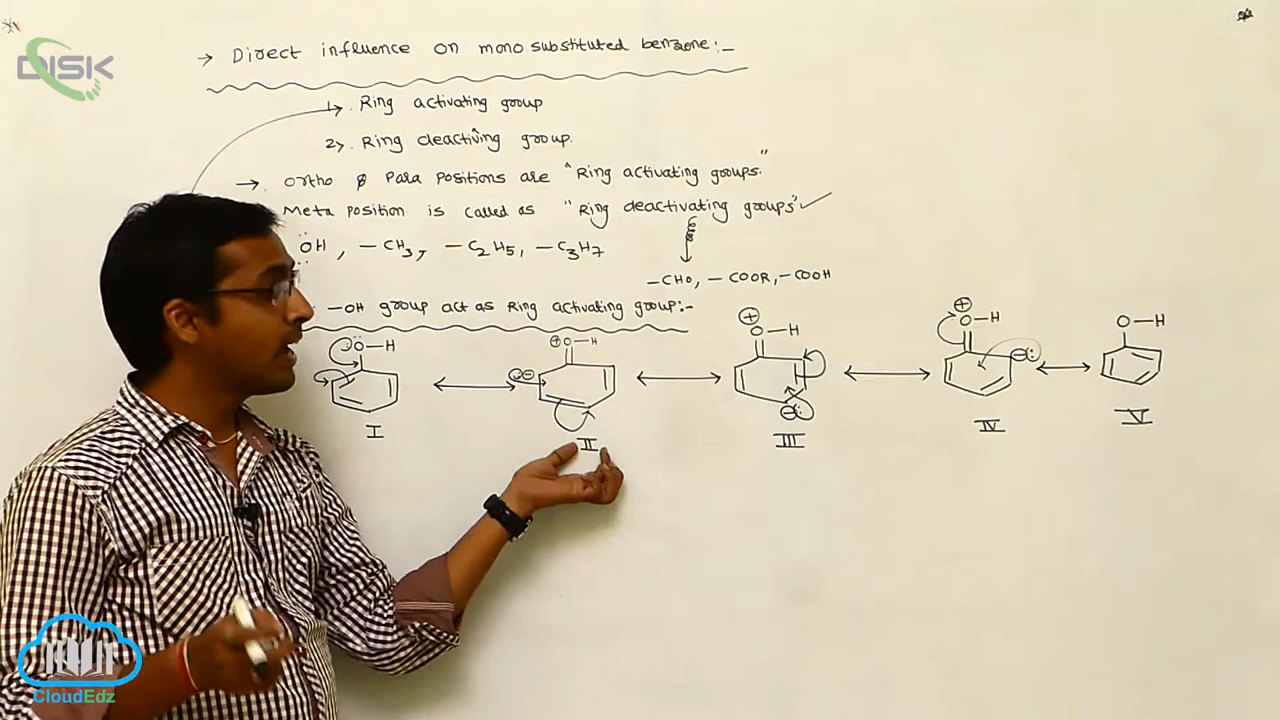 DISK
→ Direct influence on mono substituted benzene:-
1>. Ring activating group
2>. Ring deactiving group.
→ ortho & para positions are "Ring activating groups."
Meta position is called as "Ring deactivating groups" ✓
ÖH, -CH3, -C2H5, -C3H7
-CHO, -COOR, -COOH
-OH group act as Ring activating group:-
O-H ⊕O-H ⊕ O-H ⊕ O-H O-H
I II III IV V
CloudEdz